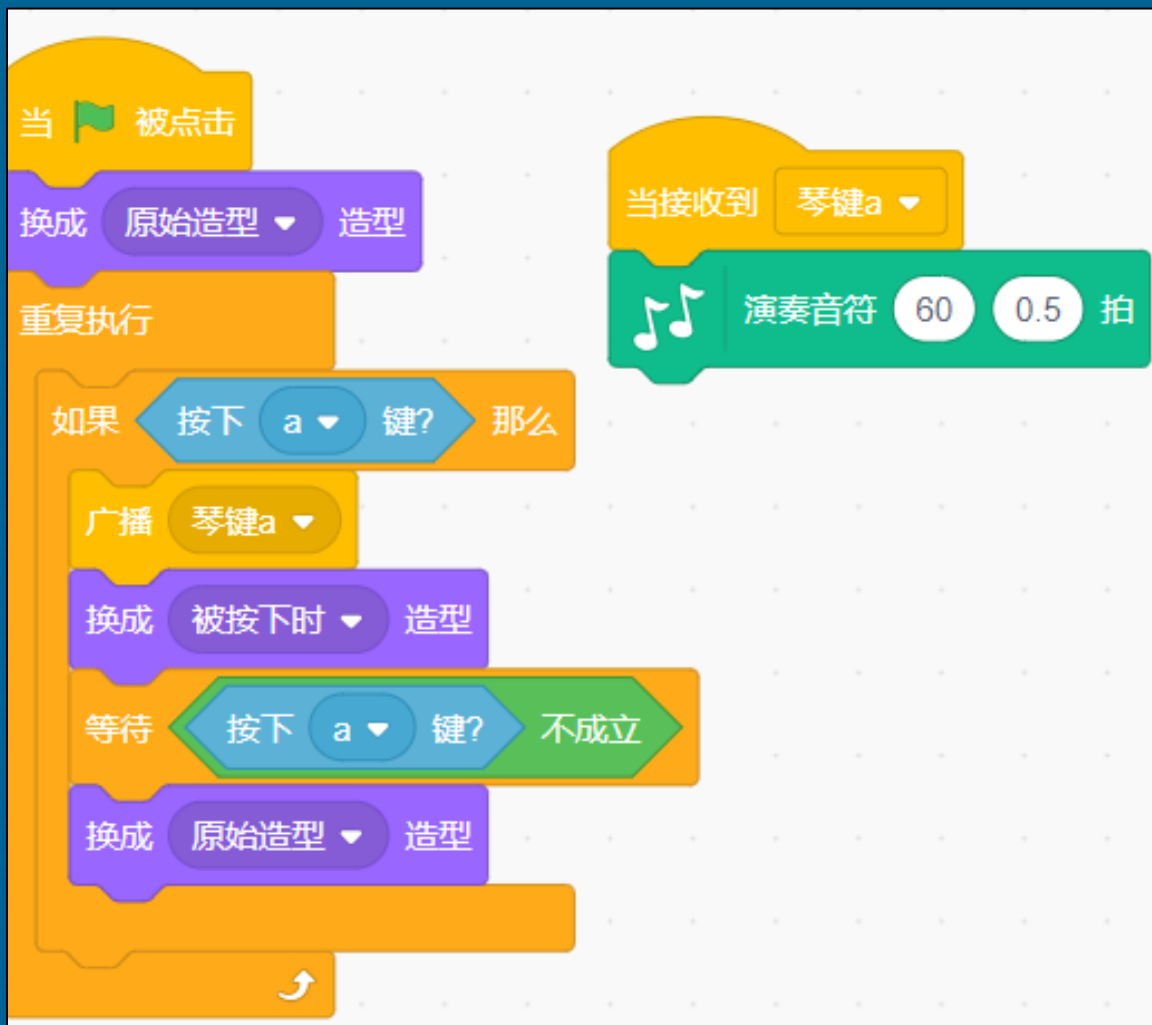 当 被点击
换成 原始造型 造型
重复执行
如果 按下 a 键? 那么
广播 琴键a
换成 被按下时 造型
等待 按下 a 键? 不成立
换成 原始造型 造型
当接收到 琴键a
演奏音符 60 0.5 拍